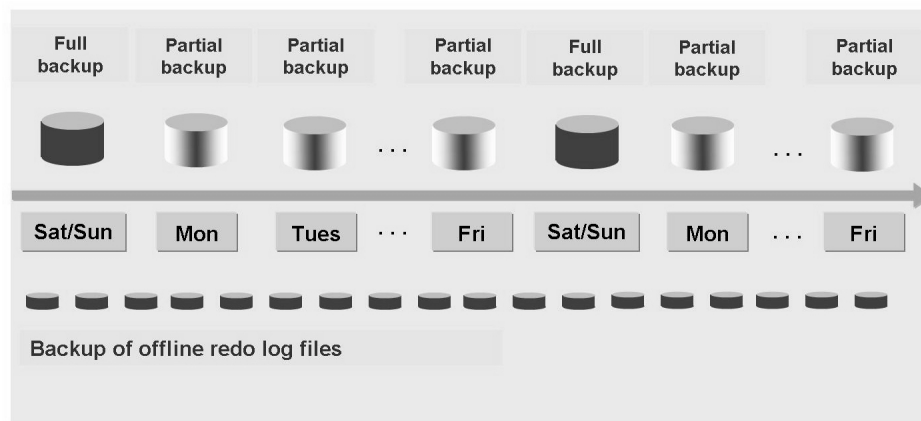 Full
backup
Partial
backup
Partial
backup
Partial
backup
Full
backup
Partial
backup
Partial
backup
...
...
Sat/Sun
Mon
Tues
...
Fri
Sat/Sun
Mon
...
Fri
Backup of offline redo log files